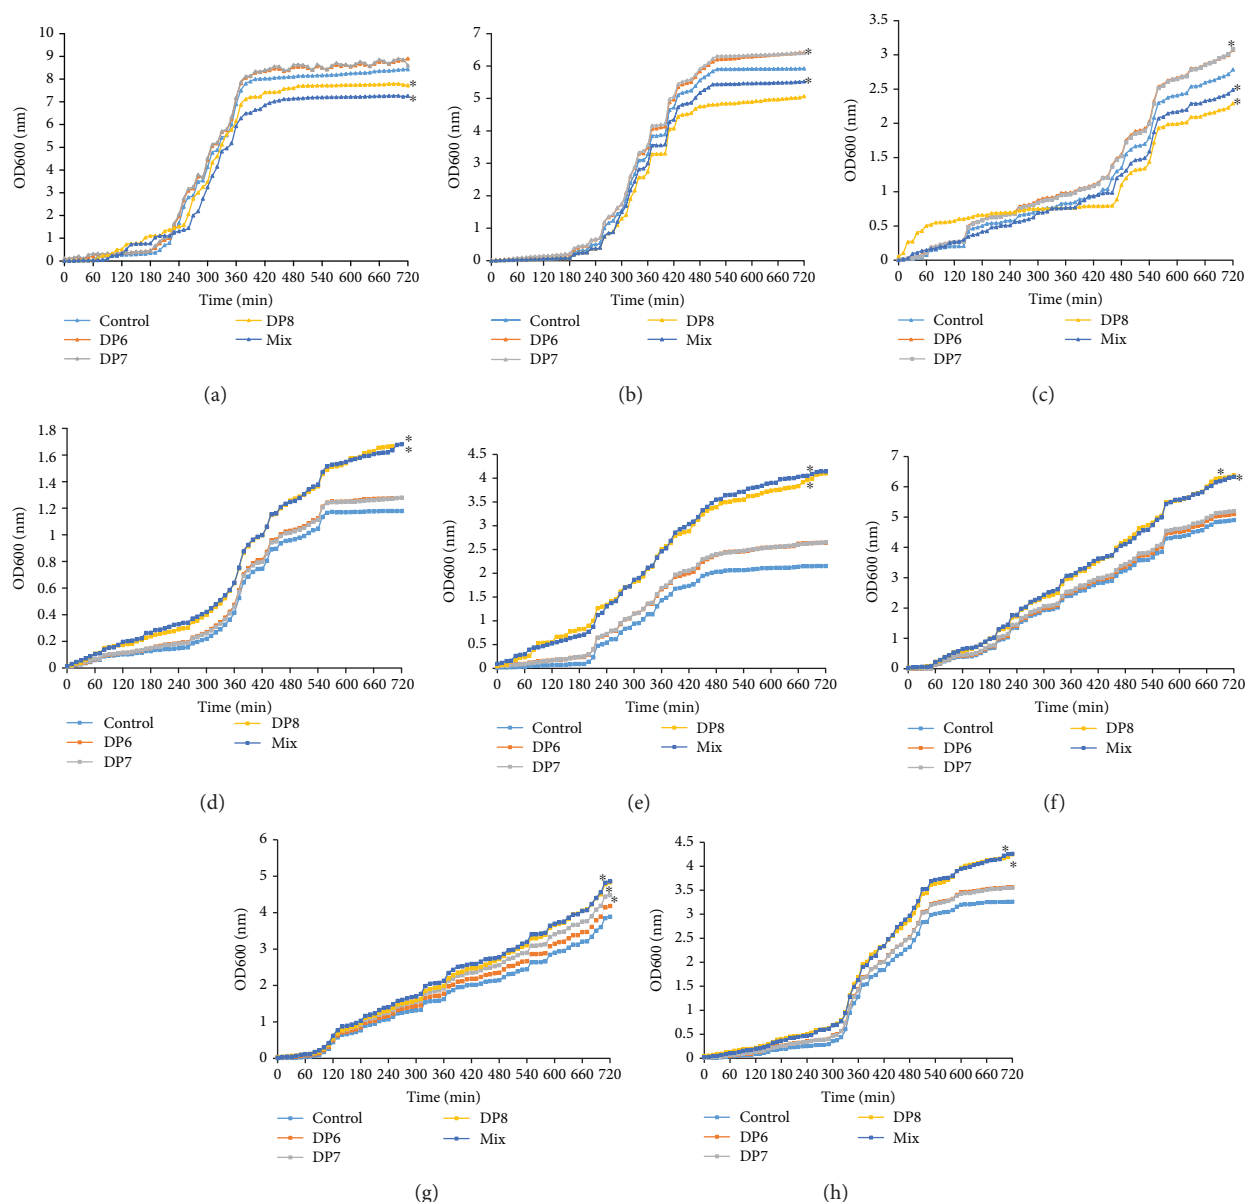 10
9
8
7
6
5
4
3
2
1
0
OD600 (nm)
0 60 120 180 240 300 360 420 480 540 600 660 720
Time (min)
*
*
Control
DP6
DP7
DP8
Mix
(a)
7
6
5
4
3
2
1
0
OD600 (nm)
0 60 120 180 240 300 360 420 480 540 600 660 720
Time (min)
*
*
Control
DP6
DP7
DP8
Mix
(b)
3.5
3
2.5
2
1.5
1
0.5
0
OD600 (nm)
0 60 120 180 240 300 360 420 480 540 600 660 720
Time (min)
*
*
*
Control
DP6
DP7
DP8
Mix
(c)
1.8
1.6
1.4
1.2
1
0.8
0.6
0.4
0.2
0
OD600 (nm)
0 60 120 180 240 300 360 420 480 540 600 660 720
Time (min)
*
*
Control
DP6
DP7
DP8
Mix
(d)
4.5
4
3.5
3
2.5
2
1.5
1
0.5
0
OD600 (nm)
0 60 120 180 240 300 360 420 480 540 600 660 720
Time (min)
*
*
Control
DP6
DP7
DP8
Mix
(e)
7
6
5
4
3
2
1
0
OD600 (nm)
0 60 120 180 240 300 360 420 480 540 600 660 720
Time (min)
*
*
Control
DP6
DP7
DP8
Mix
(f)
6
5
4
3
2
1
0
OD600 (nm)
0 60 120 180 240 300 360 420 480 540 600 660 720
Time (min)
*
*
*
Control
DP6
DP7
DP8
Mix
(g)
4.5
4
3.5
3
2.5
2
1.5
1
0.5
0
OD600 (nm)
0 60 120 180 240 300 360 420 480 540 600 660 720
Time (min)
*
*
Control
DP6
DP7
DP8
Mix
(h)